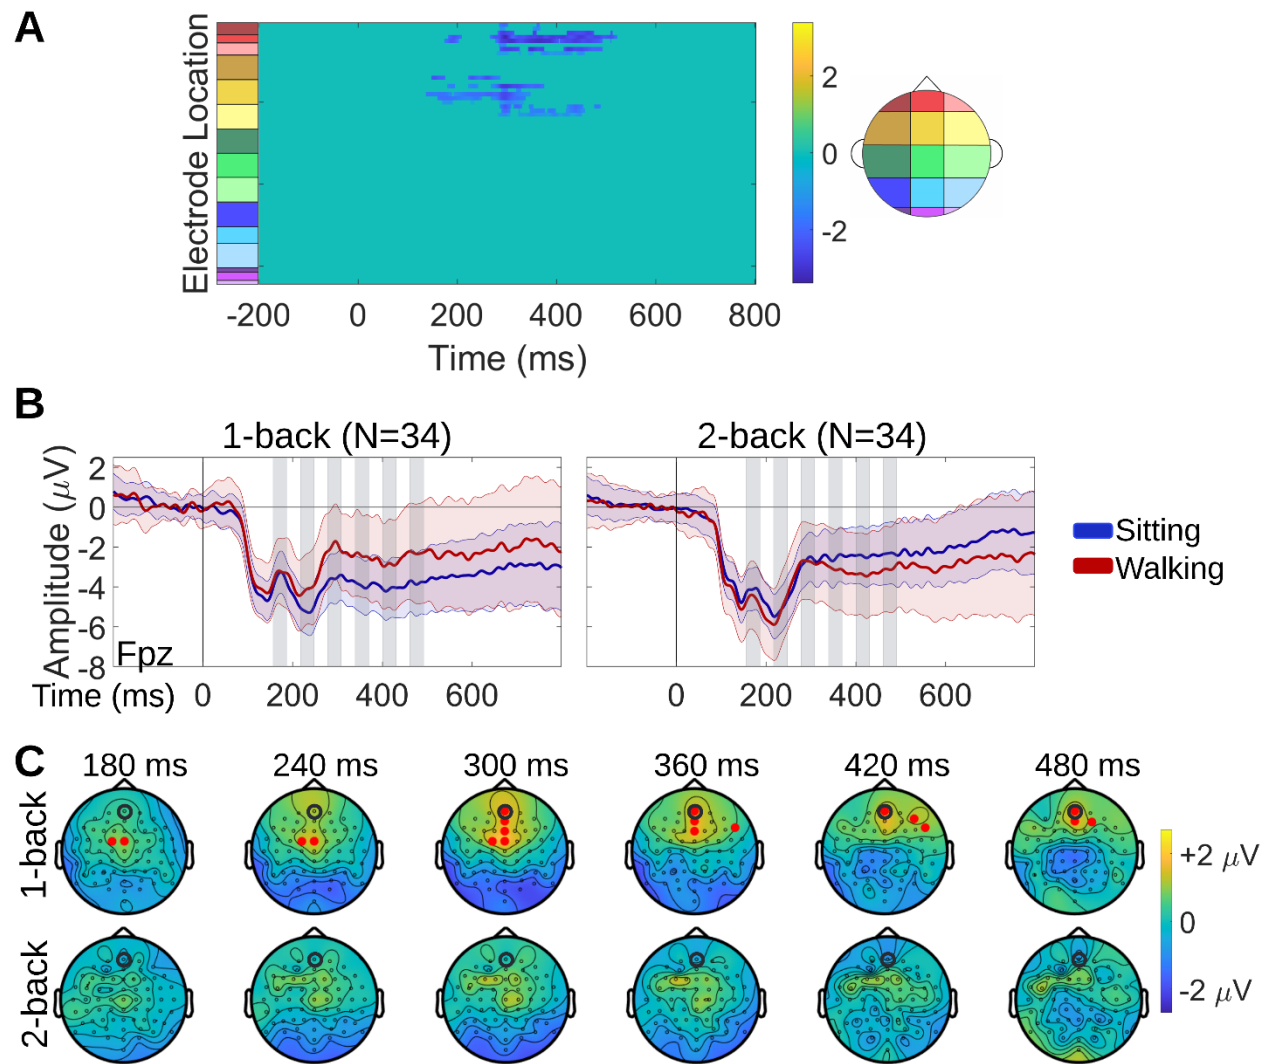 A
Electrode Location
2
0
-2
-200 0 200 400 600 800
Time (ms)
B
1-back (N=34) 2-back (N=34)
Amplitude (μV)
2
0
-2
-4
-6
-8
Fpz
Time (ms) 0 200 400 600 0 200 400 600
Sitting
Walking
C
180 ms 240 ms 300 ms 360 ms 420 ms 480 ms
1-back
2-back
+2 μV
0
-2 μV